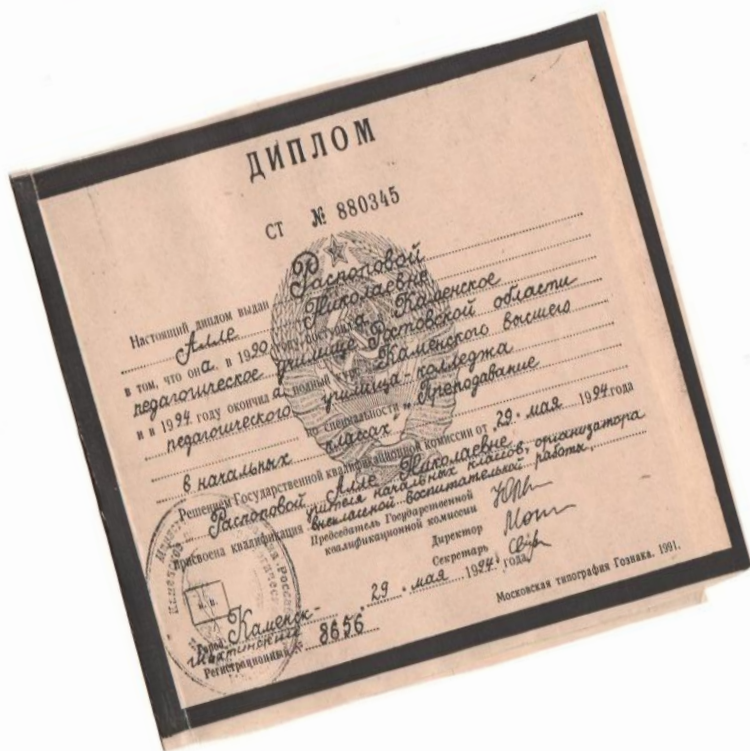 ДИПЛОМ
СТ № 880345
Настоящий диплом выдан Распоповой
Алле Николаевне
в том, что она в 1990 году поступила в Каменское
педагогическое училище Ростовской области
и в 1994 году окончила полный курс Каменского высшего
педагогического училища-колледжа
по специальности „Преподавание
в начальных классах
Решением Государственной квалификационной комиссии от 29 мая 1994 года
Распоповой Алле Николаевне
присвоена квалификация учителя начальных классов, организатора
внеклассной воспитательной работы,
Председатель Государственной
квалификационной комиссии
Директор
Секретарь
29 мая 1994 года
Город Каменск-
Шахтинский
Регистрационный № 8656
Московская типография Гознака. 1991.